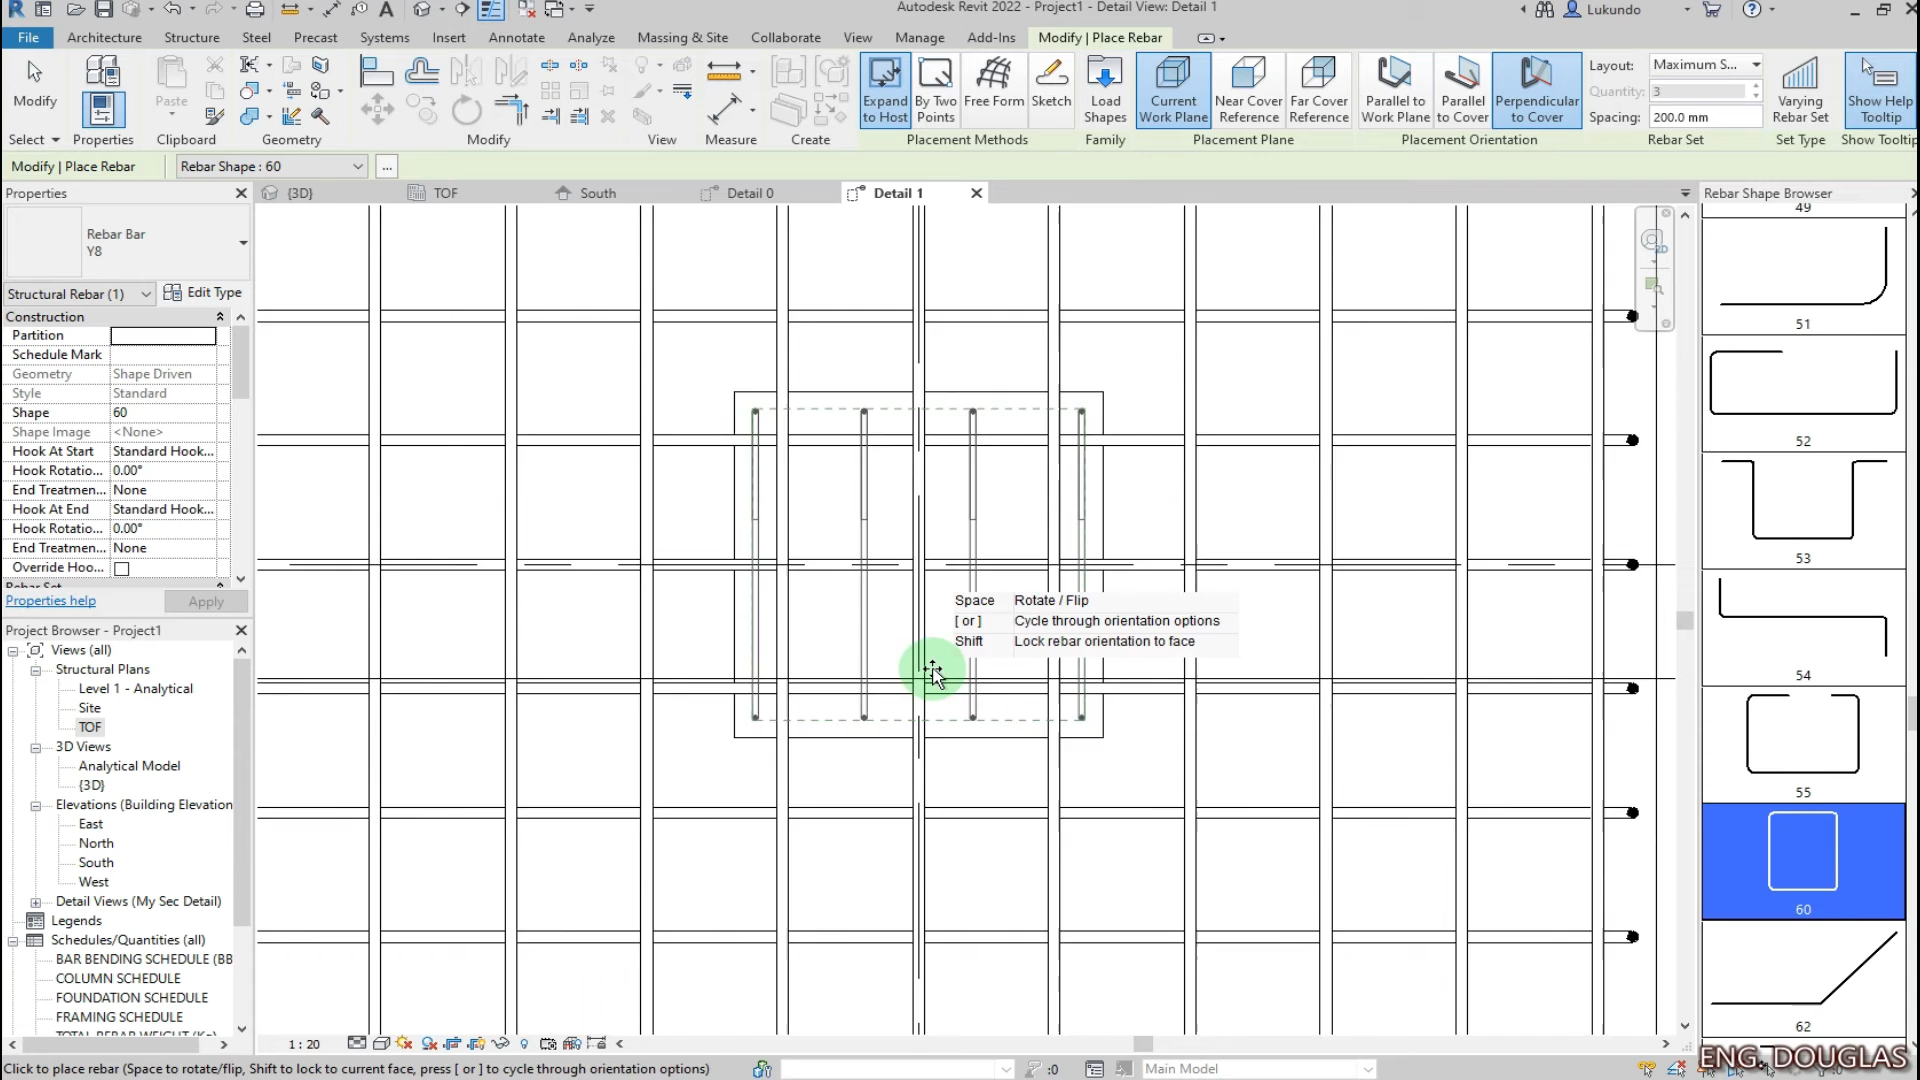 Autodesk Revit 2022 - Project1 - Detail View: Detail 1
Lukundo
File Architecture Structure Steel Precast Systems Insert Annotate Analyze Massing & Site Collaborate View Manage Add-Ins Modify | Place Rebar
Modify
Paste
Expand to Host
By Two Points
Free Form
Sketch
Load Shapes
Current Work Plane
Near Cover Reference
Far Cover Reference
Parallel to Work Plane
Parallel to Cover
Perpendicular to Cover
Layout: Maximum S...
Quantity: 3
Spacing: 200.0 mm
Varying Rebar Set
Show Help Tooltip
Select Properties Clipboard Geometry Modify View Measure Create Placement Methods Family Placement Plane Placement Orientation Rebar Set Set Type Show Tooltip
Modify | Place Rebar
Rebar Shape : 60
...
Properties
{3D} TOF South Detail 0 Detail 1
Rebar Shape Browser
Rebar Bar
Y8
Structural Rebar (1)
Edit Type
Construction
Partition
Schedule Mark
Geometry Shape Driven
Style Standard
Shape 60
Shape Image <None>
Hook At Start Standard Hook...
Hook Rotatio... 0.00°
End Treatmen... None
Hook At End Standard Hook...
Hook Rotatio... 0.00°
End Treatmen... None
Override Hoo...
Rebar Set
Properties help
Apply
Project Browser - Project1
Views (all)
Structural Plans
Level 1 - Analytical
Site
TOF
3D Views
Analytical Model
{3D}
Elevations (Building Elevation
East
North
South
West
Detail Views (My Sec Detail)
Legends
Schedules/Quantities (all)
BAR BENDING SCHEDULE (BB
COLUMN SCHEDULE
FOUNDATION SCHEDULE
FRAMING SCHEDULE
TOTAL REBAR WEIGHT (Kg)
Space Rotate / Flip
[ or ] Cycle through orientation options
Shift Lock rebar orientation to face
2D
49
51
52
53
54
55
60
62
1 : 20
Click to place rebar (Space to rotate/flip, Shift to lock to current face, press [ or ] to cycle through orientation options)
:0
Main Model
ENG. DOUGLAS